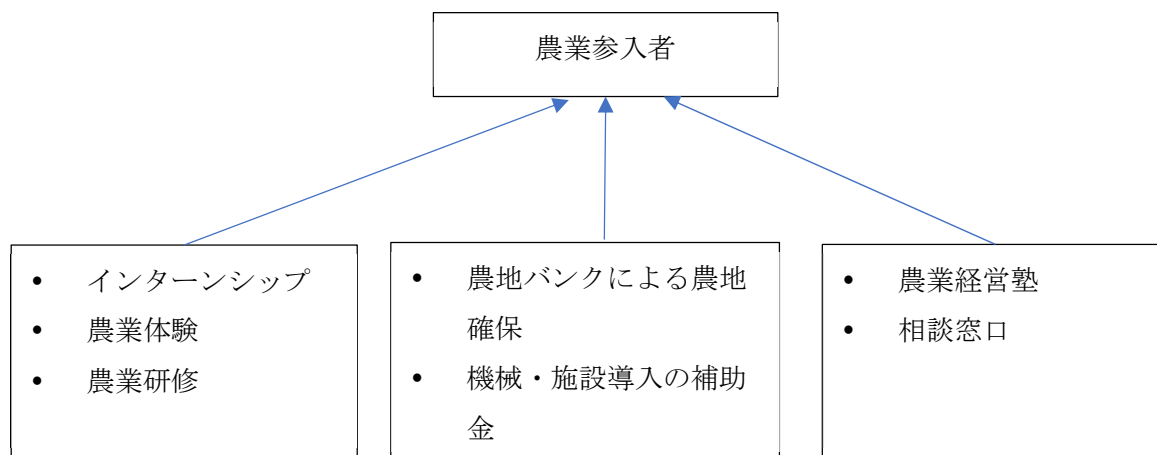 農業参入者
• インターンシップ
• 農業体験
• 農業研修
• 農地バンクによる農地
確保
• 機械・施設導入の補助
金
• 農業経営塾
• 相談窓口